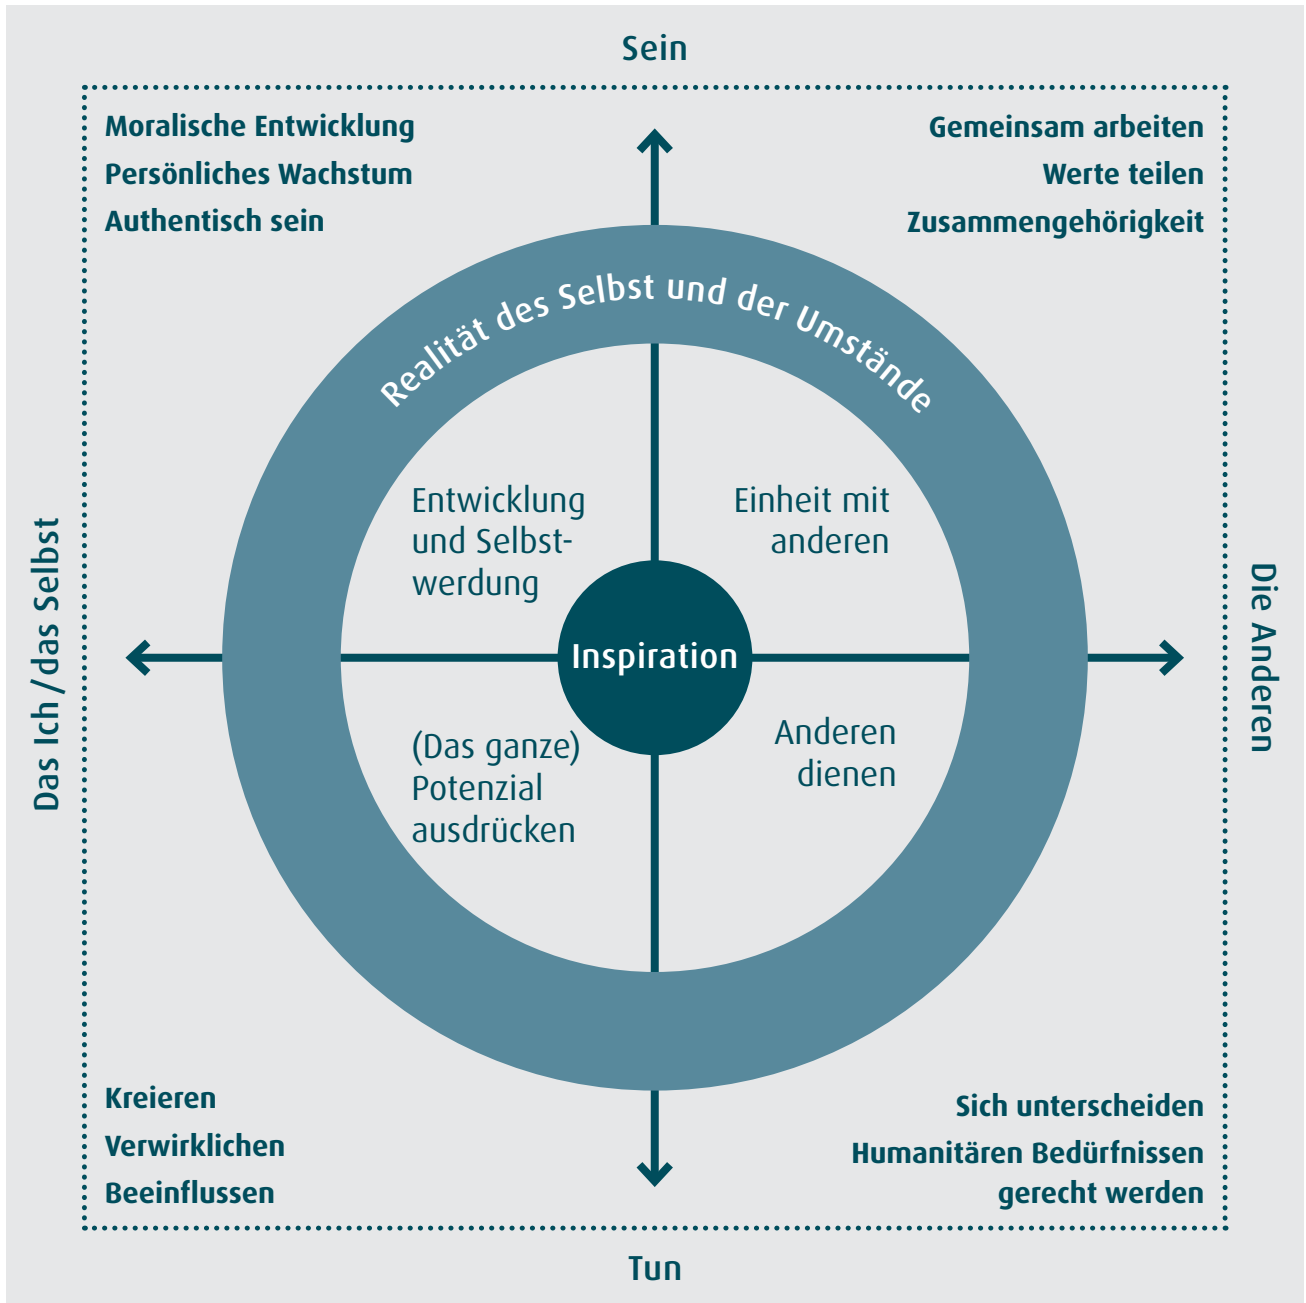 Sein
Moralische Entwicklung
Persönliches Wachstum
Authentisch sein
Gemeinsam arbeiten
Werte teilen
Zusammengehörigkeit
Realität des Selbst und der Umstände
Entwicklung
und Selbst-
werdung
Einheit mit
anderen
Das Ich / das Selbst
Inspiration
Die Anderen
(Das ganze)
Potenzial
ausdrücken
Anderen
dienen
Kreieren
Verwirklichen
Beeinflussen
Sich unterscheiden
Humanitären Bedürfnissen
gerecht werden
Tun